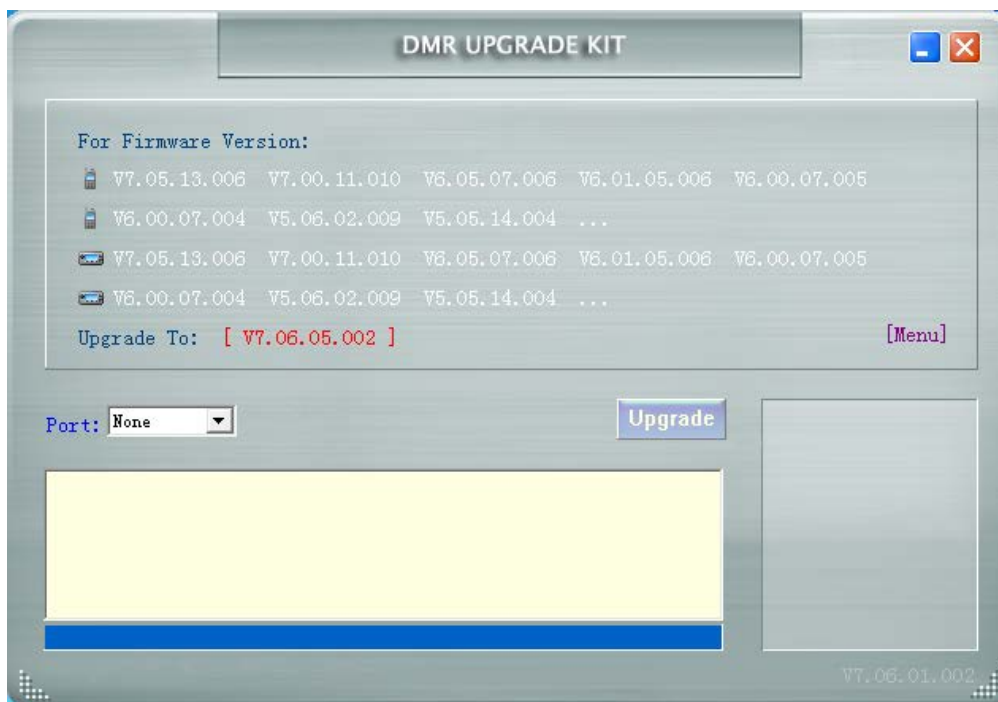 DMR UPGRADE KIT
For Firmware Version:
V7.05.13.006 V7.00.11.010 V6.05.07.006 V6.01.05.006 V6.00.07.005
V6.00.07.004 V5.06.02.009 V5.05.14.004 ...
V7.05.13.006 V7.00.11.010 V6.05.07.006 V6.01.05.006 V6.00.07.005
V6.00.07.004 V5.06.02.009 V5.05.14.004 ...
Upgrade To: [ V7.06.05.002 ] [Menu]
Port: None Upgrade
V7.06.01.002